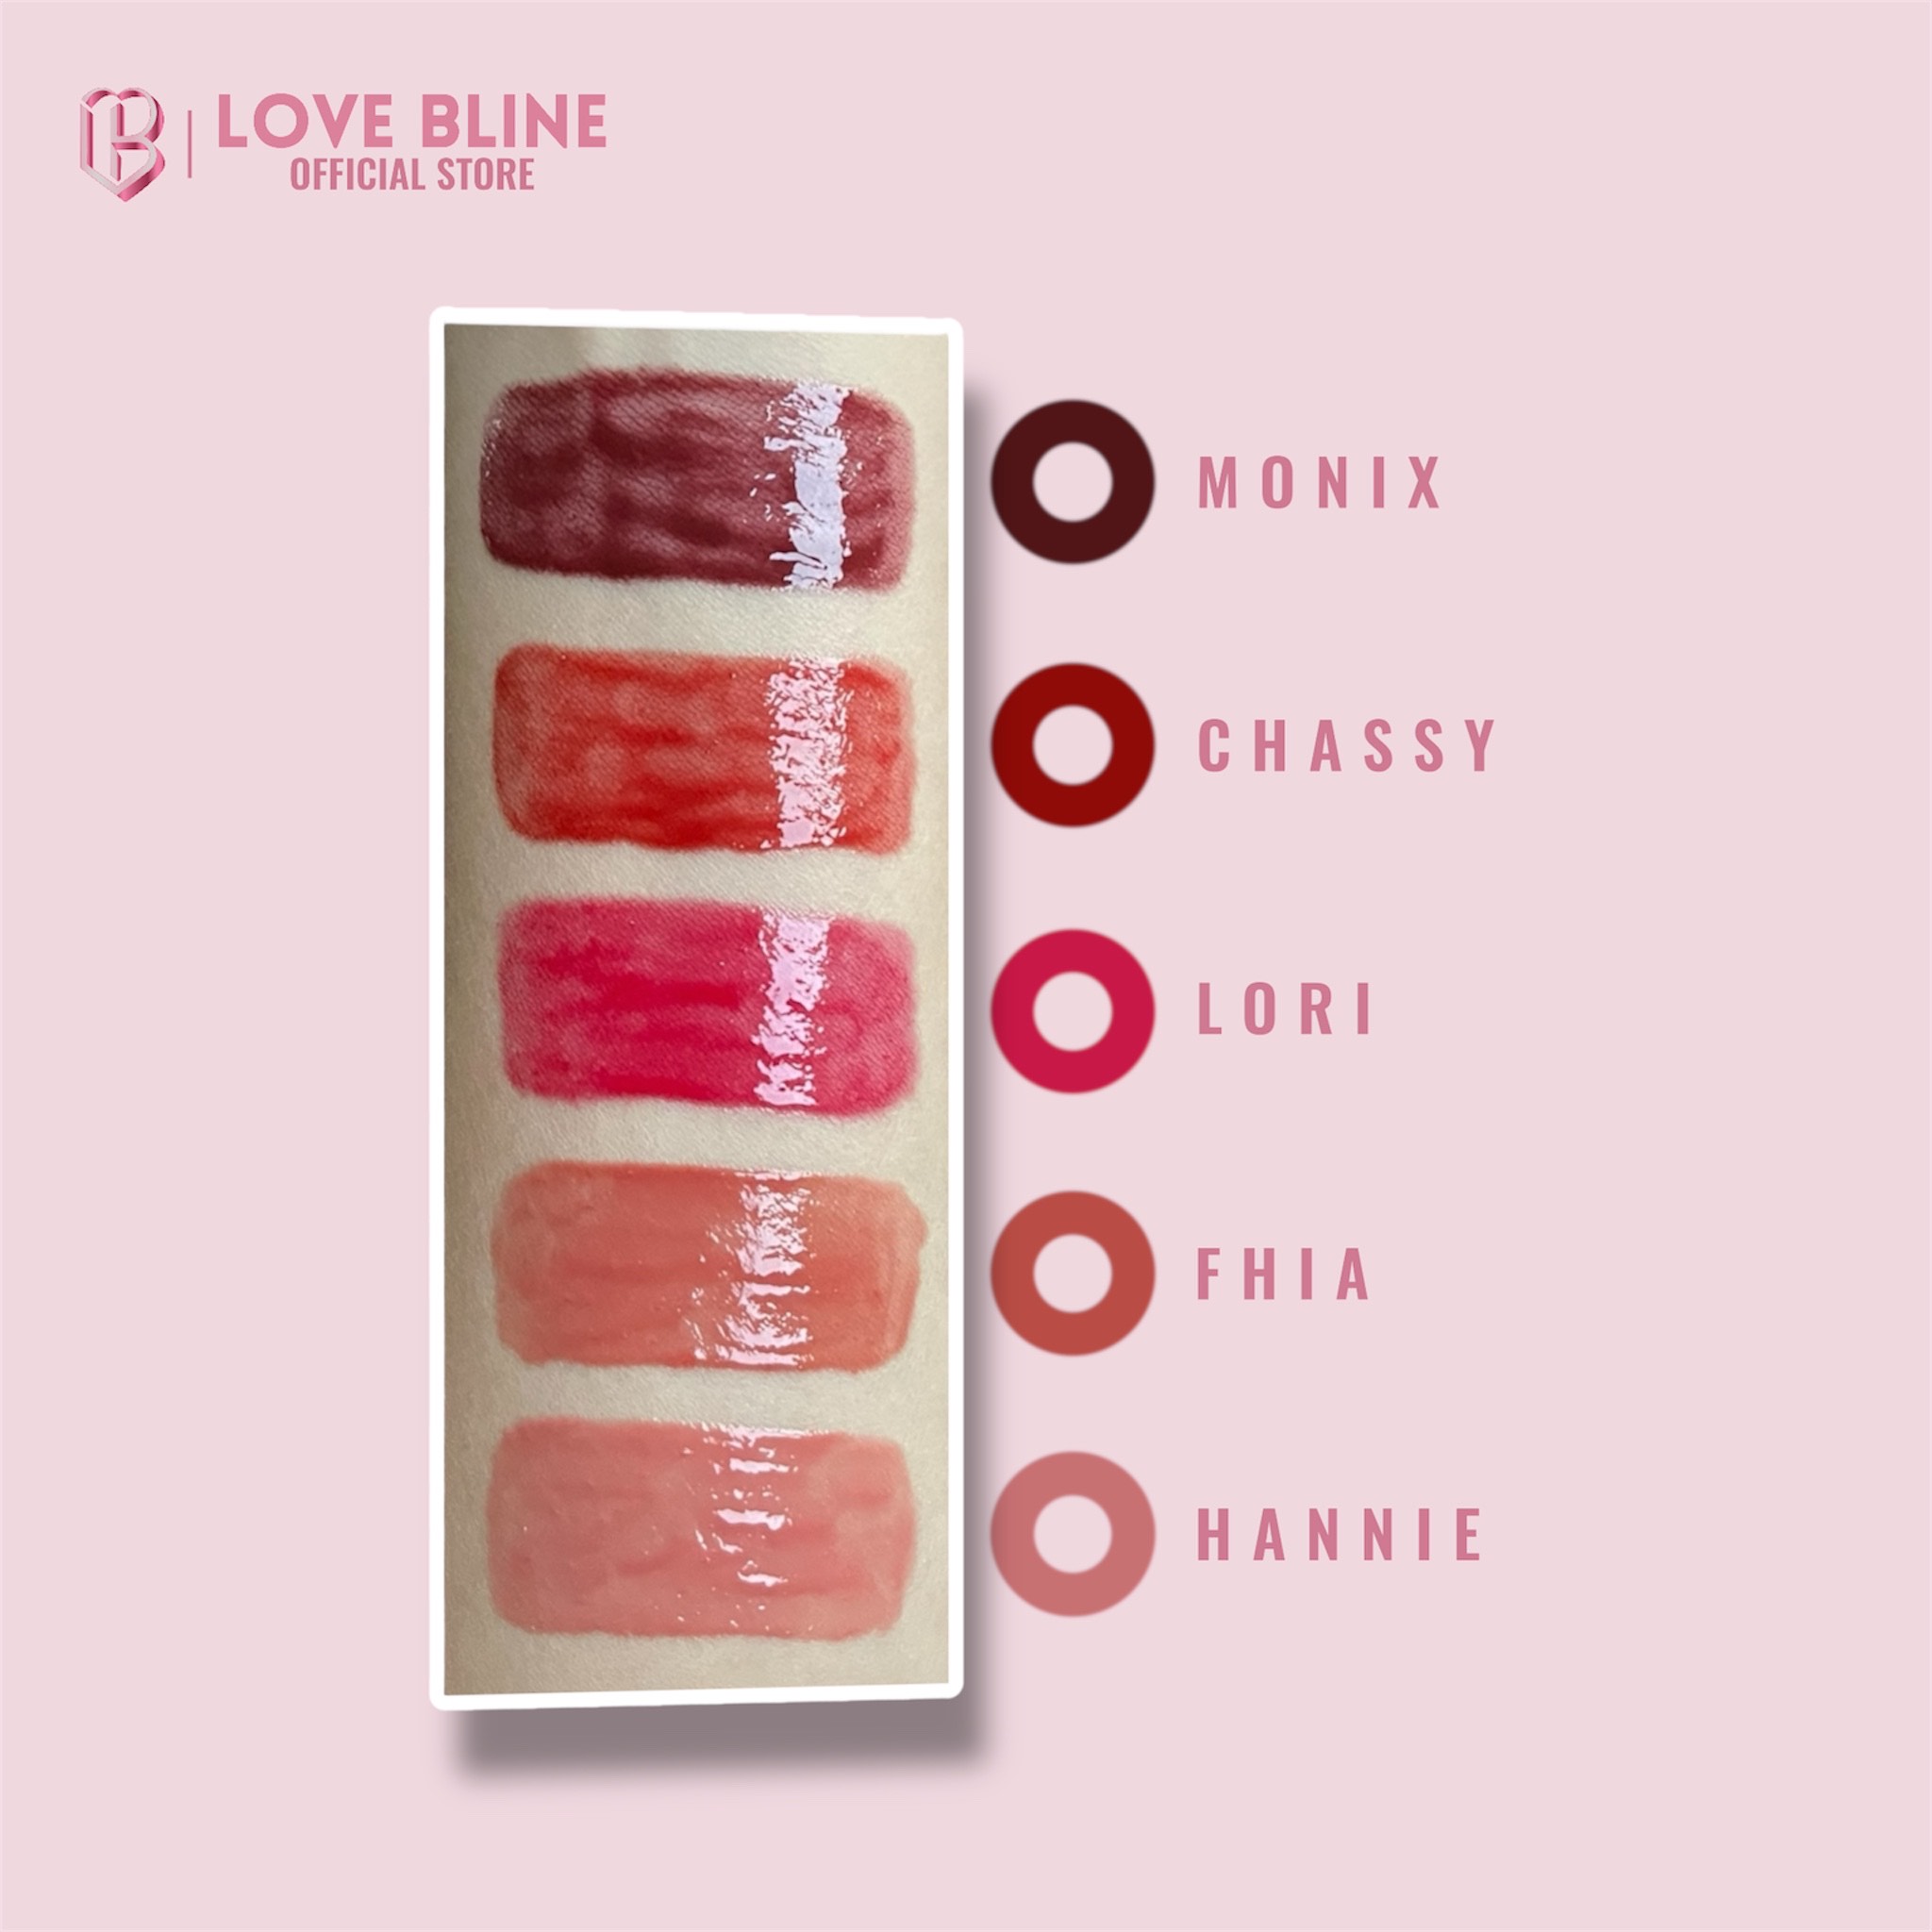 LOVE BLINE
OFFICIAL STORE
MONIX
CHASSY
LORI
FHIA
HANNIE